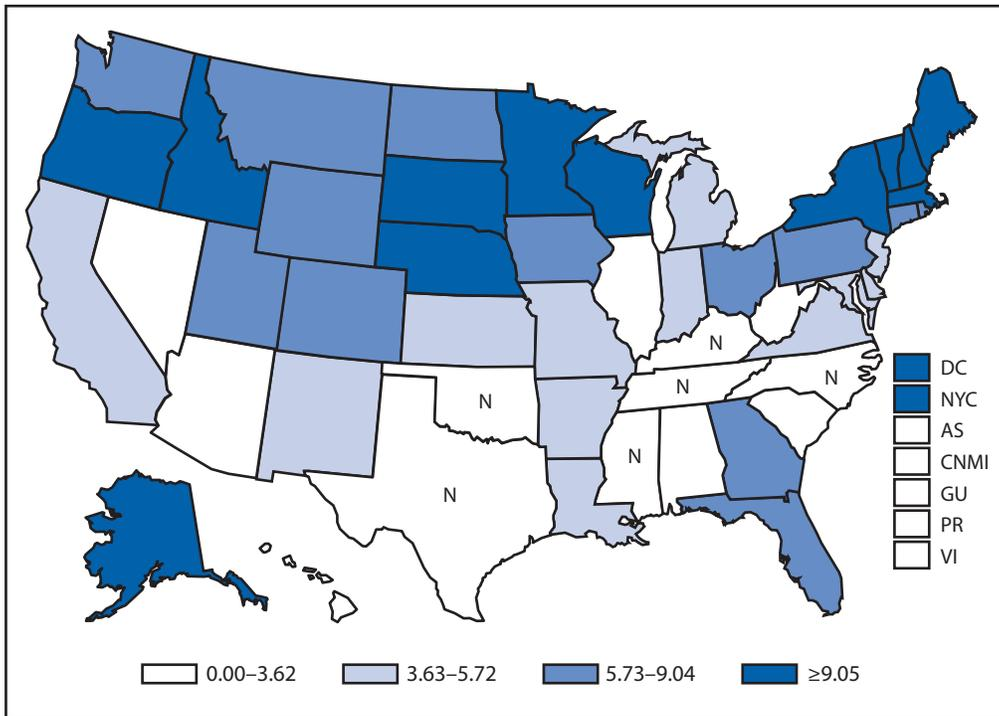 N
N
N
N
N
N
DC
NYC
AS
CNMI
GU
PR
VI
0.00–3.62
3.63–5.72
5.73–9.04
≥9.05